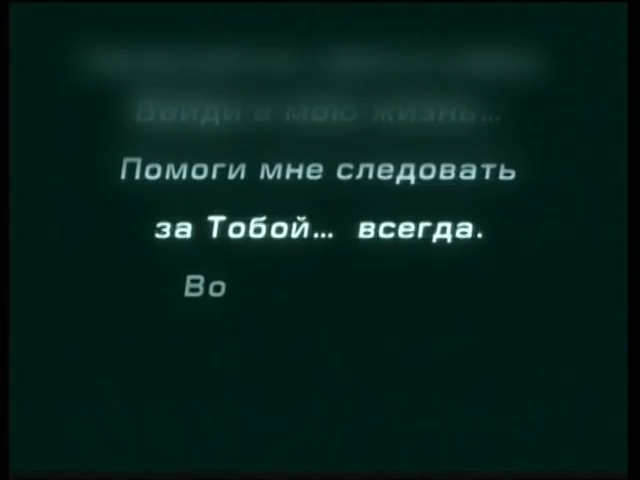 Войди в мою жизнь...
Помоги мне следовать
за Тобой... всегда.
Во